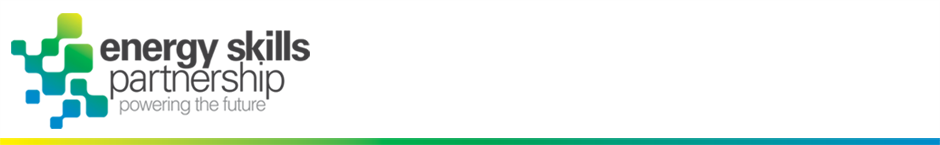 energy skills
partnership
powering the future